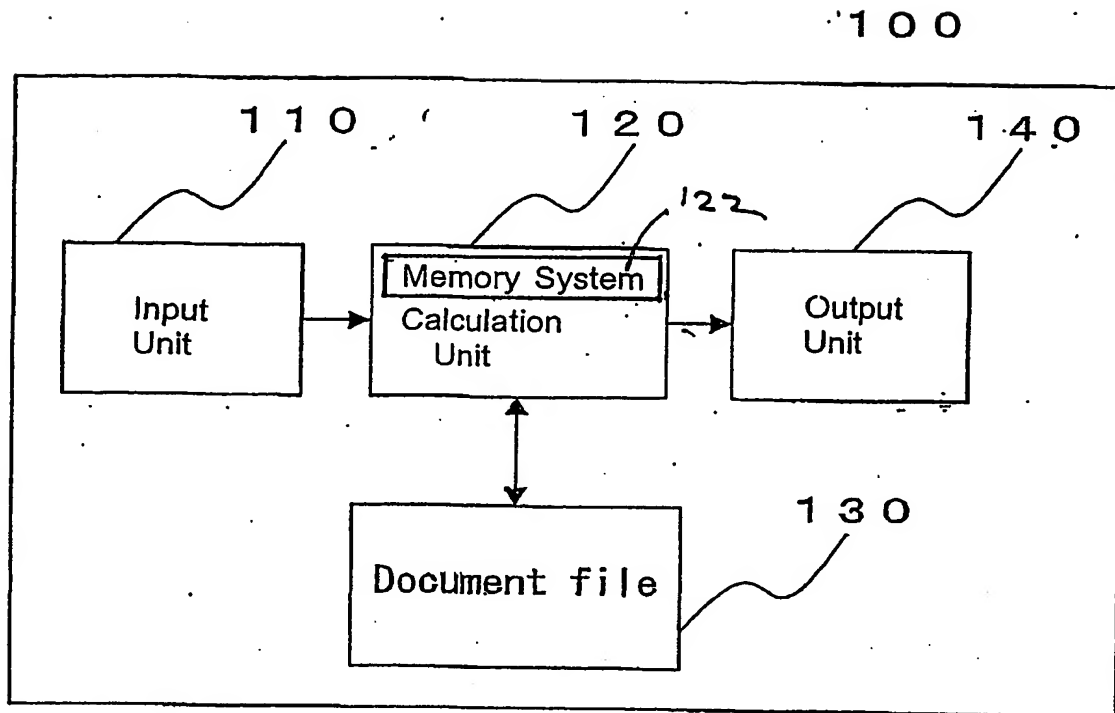 100
110
120
140
122
Memory System
Input
Unit
Calculation
Unit
Output
Unit
130
Document file